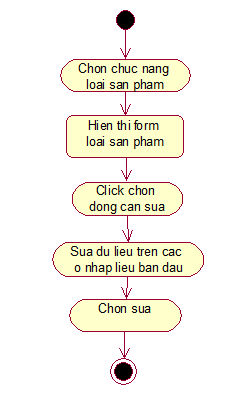 Chon chuc nang
loai san pham
Hien thi form
loai san pham
Click chon
dong can sua
Sua du lieu tren cac
o nhap lieu ban dau
Chon sua